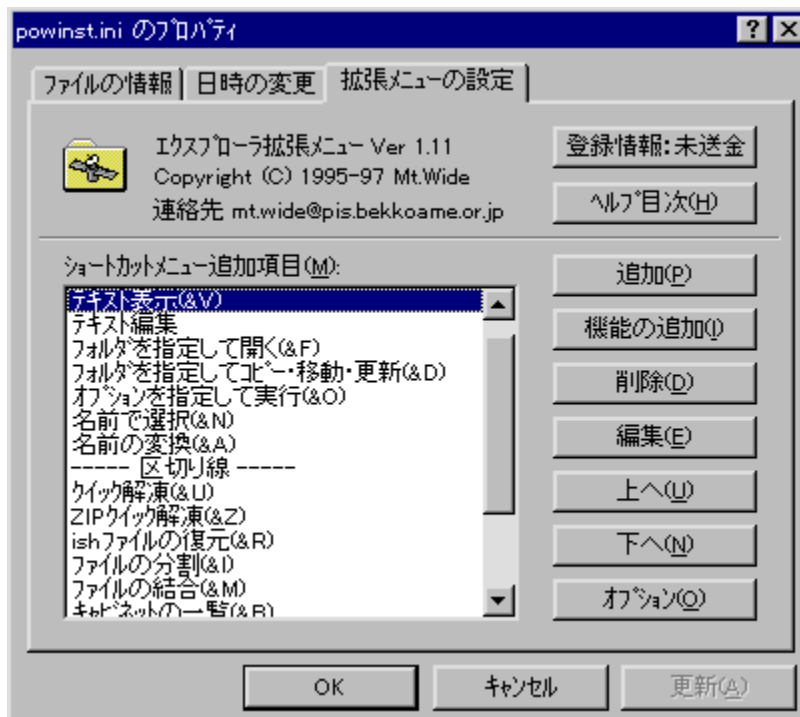 powinst.ini のﾌﾟﾛﾊﾟﾃｨ
ﾌｧｲﾙの情報
日時の変更
拡張ﾒﾆｭｰの設定
ｴｸｽﾌﾟﾛｰﾗ拡張ﾒﾆｭｰ Ver 1.11
Copyright (C) 1995-97 Mt.Wide
連絡先 mt.wide@pis.bekkoame.or.jp
登録情報:未送金
ﾍﾙﾌﾟ目次(H)
ｼｮｰﾄｶｯﾄﾒﾆｭｰ追加項目(M):
ﾃｷｽﾄ表示(&V)
ﾃｷｽﾄ編集
ﾌｫﾙﾀﾞを指定して開く(&F)
ﾌｫﾙﾀﾞを指定してｺﾋﾟｰ・移動・更新(&D)
ｵﾌﾟｼｮﾝを指定して実行(&O)
名前で選択(&N)
名前の変換(&A)
----- 区切り線 -----
ｸｲｯｸ解凍(&U)
ZIPｸｲｯｸ解凍(&Z)
ishﾌｧｲﾙの復元(&R)
ﾌｧｲﾙの分割(&I)
ﾌｧｲﾙの結合(&M)
ｷｬﾋﾞﾈｯﾄの一覧(&B)
追加(P)
機能の追加(I)
削除(D)
編集(E)
上へ(U)
下へ(N)
ｵﾌﾟｼｮﾝ(O)
OK
ｷｬﾝｾﾙ
更新(A)